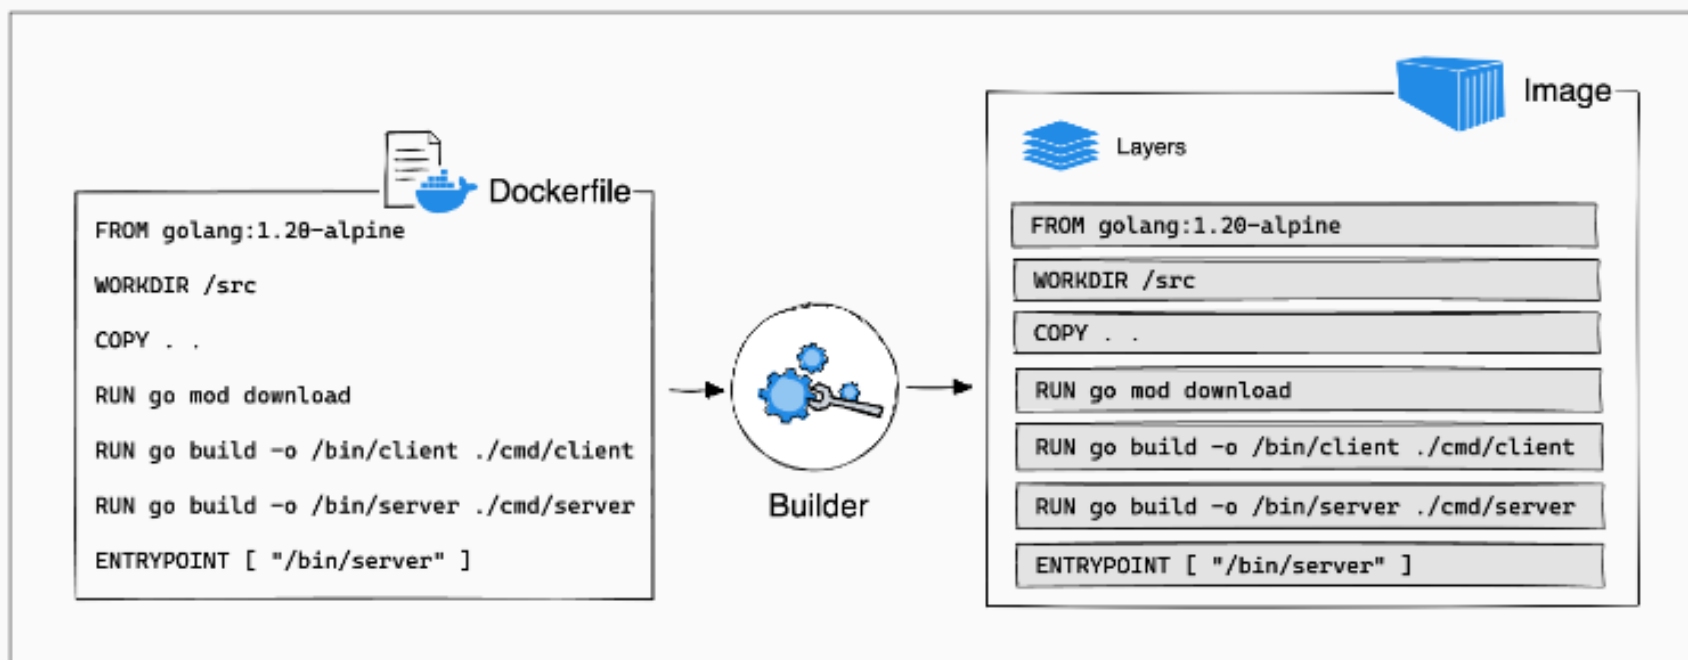 Dockerfile
FROM golang:1.20-alpine
WORKDIR /src
COPY . .
RUN go mod download
RUN go build -o /bin/client ./cmd/client
RUN go build -o /bin/server ./cmd/server
ENTRYPOINT [ "/bin/server" ]
Builder
Image
Layers
FROM golang:1.20-alpine
WORKDIR /src
COPY . .
RUN go mod download
RUN go build -o /bin/client ./cmd/client
RUN go build -o /bin/server ./cmd/server
ENTRYPOINT [ "/bin/server" ]